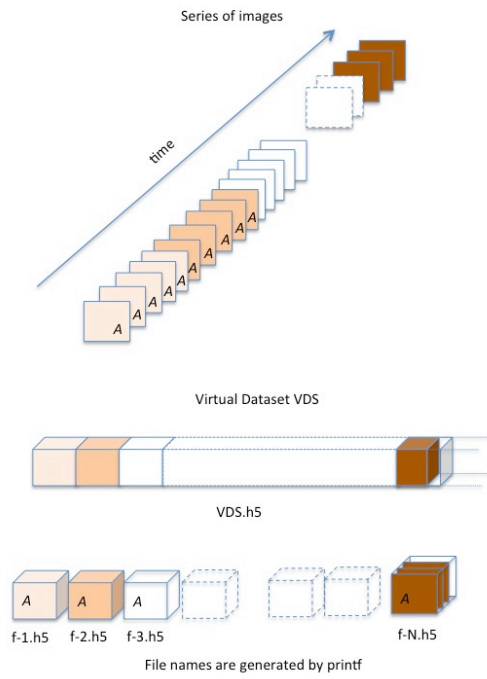 Series of images
time
A
A
A
A
A
A
A
A
A
Virtual Dataset VDS
VDS.h5
A A A A
f-1.h5 f-2.h5 f-3.h5 f-N.h5
File names are generated by printf